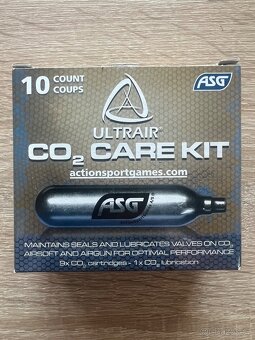 10 COUNT
COUPS
ASG
ULTRAIR®
CO₂ CARE KIT
actionsportgames.com
ASG
MAINTAINS SEALS AND LUBRICATES VALVES ON CO₂
AIRSOFT AND AIRGUN FOR OPTIMAL PERFORMANCE
9x CO₂ cartridges - 1x CO₂ lubrication